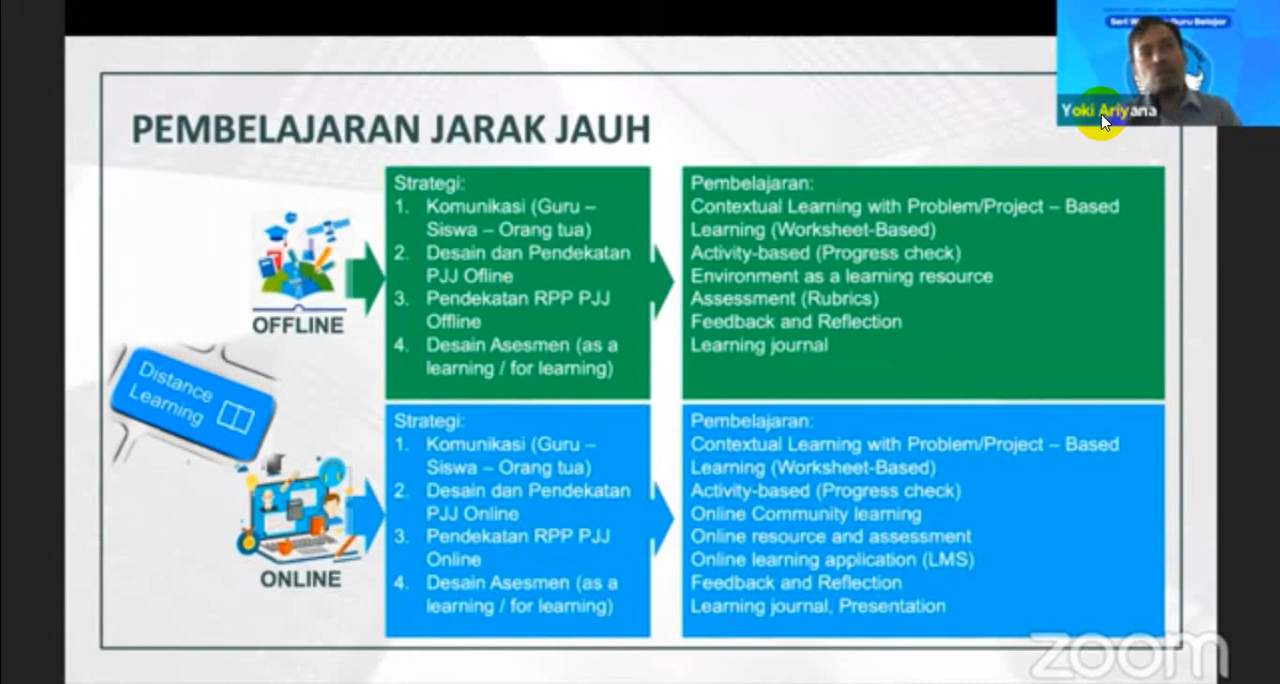 Guru Belajar
Yoki Ariyana
PEMBELAJARAN JARAK JAUH
OFFLINE
Strategi:
1. Komunikasi (Guru –
Siswa – Orang tua)
2. Desain dan Pendekatan
PJJ Ofline
3. Pendekatan RPP PJJ
Offline
4. Desain Asesmen (as a
learning / for learning)
Pembelajaran:
Contextual Learning with Problem/Project – Based
Learning (Worksheet-Based)
Activity-based (Progress check)
Environment as a learning resource
Assessment (Rubrics)
Feedback and Reflection
Learning journal
Distance
Learning
ONLINE
Strategi:
1. Komunikasi (Guru –
Siswa – Orang tua)
2. Desain dan Pendekatan
PJJ Online
3. Pendekatan RPP PJJ
Online
4. Desain Asesmen (as a
learning / for learning)
Pembelajaran:
Contextual Learning with Problem/Project – Based
Learning (Worksheet-Based)
Activity-based (Progress check)
Online Community learning
Online resource and assessment
Online learning application (LMS)
Feedback and Reflection
Learning journal, Presentation
zoom